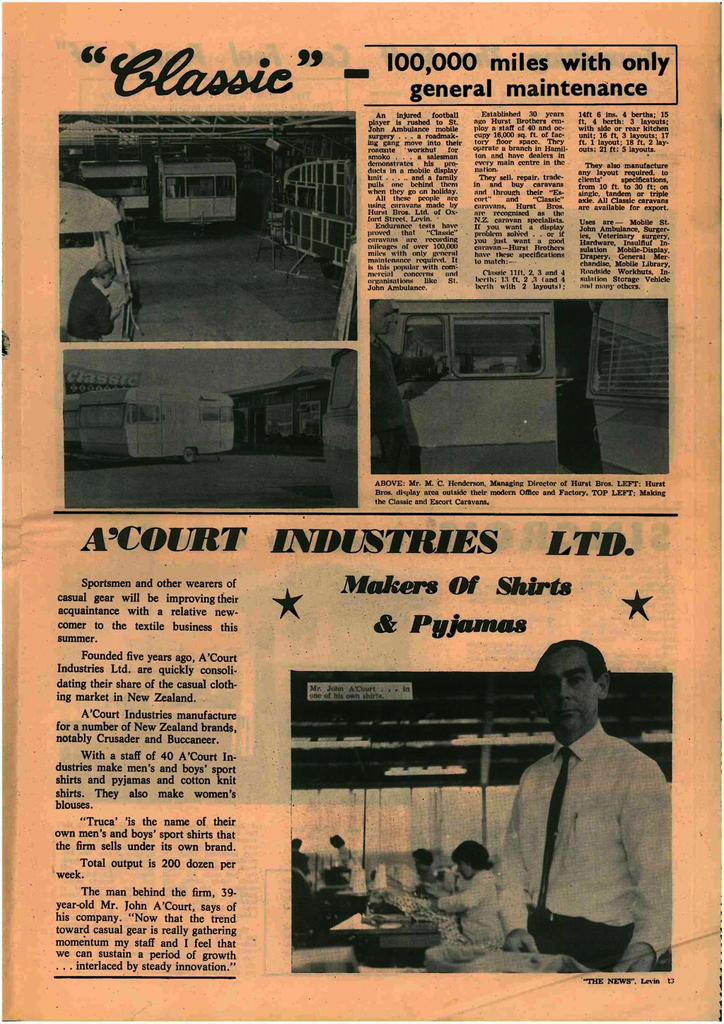 "Classic" –
100,000 miles with only
general maintenance
An injured football
player is rushed to St.
John Ambulance mobile
surgery . . . a roadmak-
ing gang move into their
roadsite workhut for
smoko . . . . a salesman
demonstrates his pro-
ducts in a mobile display
unit . . . . and a family
pulls one behind them
when they go on holiday.
All these people are
using caravans made by
Hurst Bros. Ltd. of Ox-
ford Street, Levin.
Endurance tests have
proved that "Classic"
caravans are recording
mileages of over 100,000
miles with only general
maintenance required. It
is this popular with com-
mercial concerns and
organisations like St.
John Ambulance.
Established 30 years
ago Hurst Brothers em-
ploy a staff of 40 and oc-
cupy 16,000 sq. ft. of fac-
tory floor space. They
operate a branch in Hamil-
ton and have dealers in
every main centre in the
nation.
They sell, repair, trade-
in and buy caravans
and through their "Es-
cort" and "Classic"
caravans, Hurst Bros.
are recognised as the
N.Z. caravan specialists.
If you want a display
problem solved . . or if
you just want a good
caravan—Hurst Brothers
have these specifications
to match:—
Classic 11ft, 2, 3 and 4
berth; 13 ft, 2 ,3 (and 4
berth with 2 layouts);
14ft 6 ins. 4 berths; 15
ft, 4 berth: 3 layouts;
with side or rear kitchen
unit; 16 ft, 3 layouts; 17
ft. 1 layout; 18 ft, 2 lay-
outs; 21 ft; 5 layouts.
They also manufacture
any layout required, to
clients' specifications,
from 10 ft. to 30 ft; on
single, tandem or triple
axle. All Classic caravans
are available for export.
Uses are — Mobile St.
John Ambulance, Surger-
ies, Veterinary surgery,
Hardware, Insulfluf In-
sulation Mobile-Display,
Drapery, General Mer-
chandise, Mobile Library,
Roadside Workhuts, In-
sulation Storage Vehicle
and many others.
Classic
ABOVE: Mr. M. C. Henderson, Managing Director of Hurst Bros. LEFT: Hurst
Bros. display area outside their modern Office and Factory. TOP LEFT: Making
the Classic and Escort Caravans.
A'COURT INDUSTRIES LTD.
Makers Of Shirts
& Pyjamas
Sportsmen and other wearers of
casual gear will be improving their
acquaintance with a relative new-
comer to the textile business this
summer.
Founded five years ago, A'Court
Industries Ltd. are quickly consoli-
dating their share of the casual cloth-
ing market in New Zealand.
A'Court Industries manufacture
for a number of New Zealand brands,
notably Crusader and Buccaneer.
With a staff of 40 A'Court In-
dustries make men's and boys' sport
shirts and pyjamas and cotton knit
shirts. They also make women's
blouses.
"Truca' 'is the name of their
own men's and boys' sport shirts that
the firm sells under its own brand.
Total output is 200 dozen per
week.
The man behind the firm, 39-
year-old Mr. John A'Court, says of
his company. "Now that the trend
toward casual gear is really gathering
momentum my staff and I feel that
we can sustain a period of growth
. . . interlaced by steady innovation."
Mr. John A'Court . . . in
one of his own shirts.
"THE NEWS", Levin 13